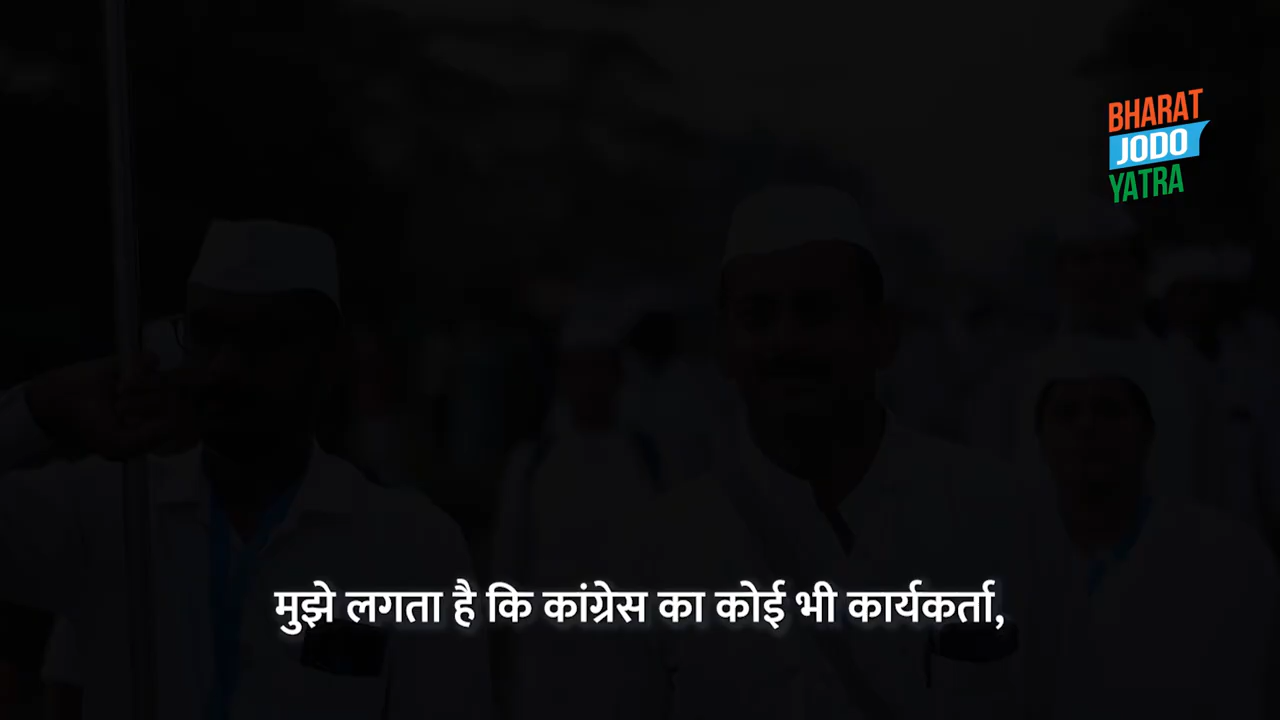 BHARAT
JODO
YATRA
मुझे लगता है कि कांग्रेस का कोई भी कार्यकर्ता,